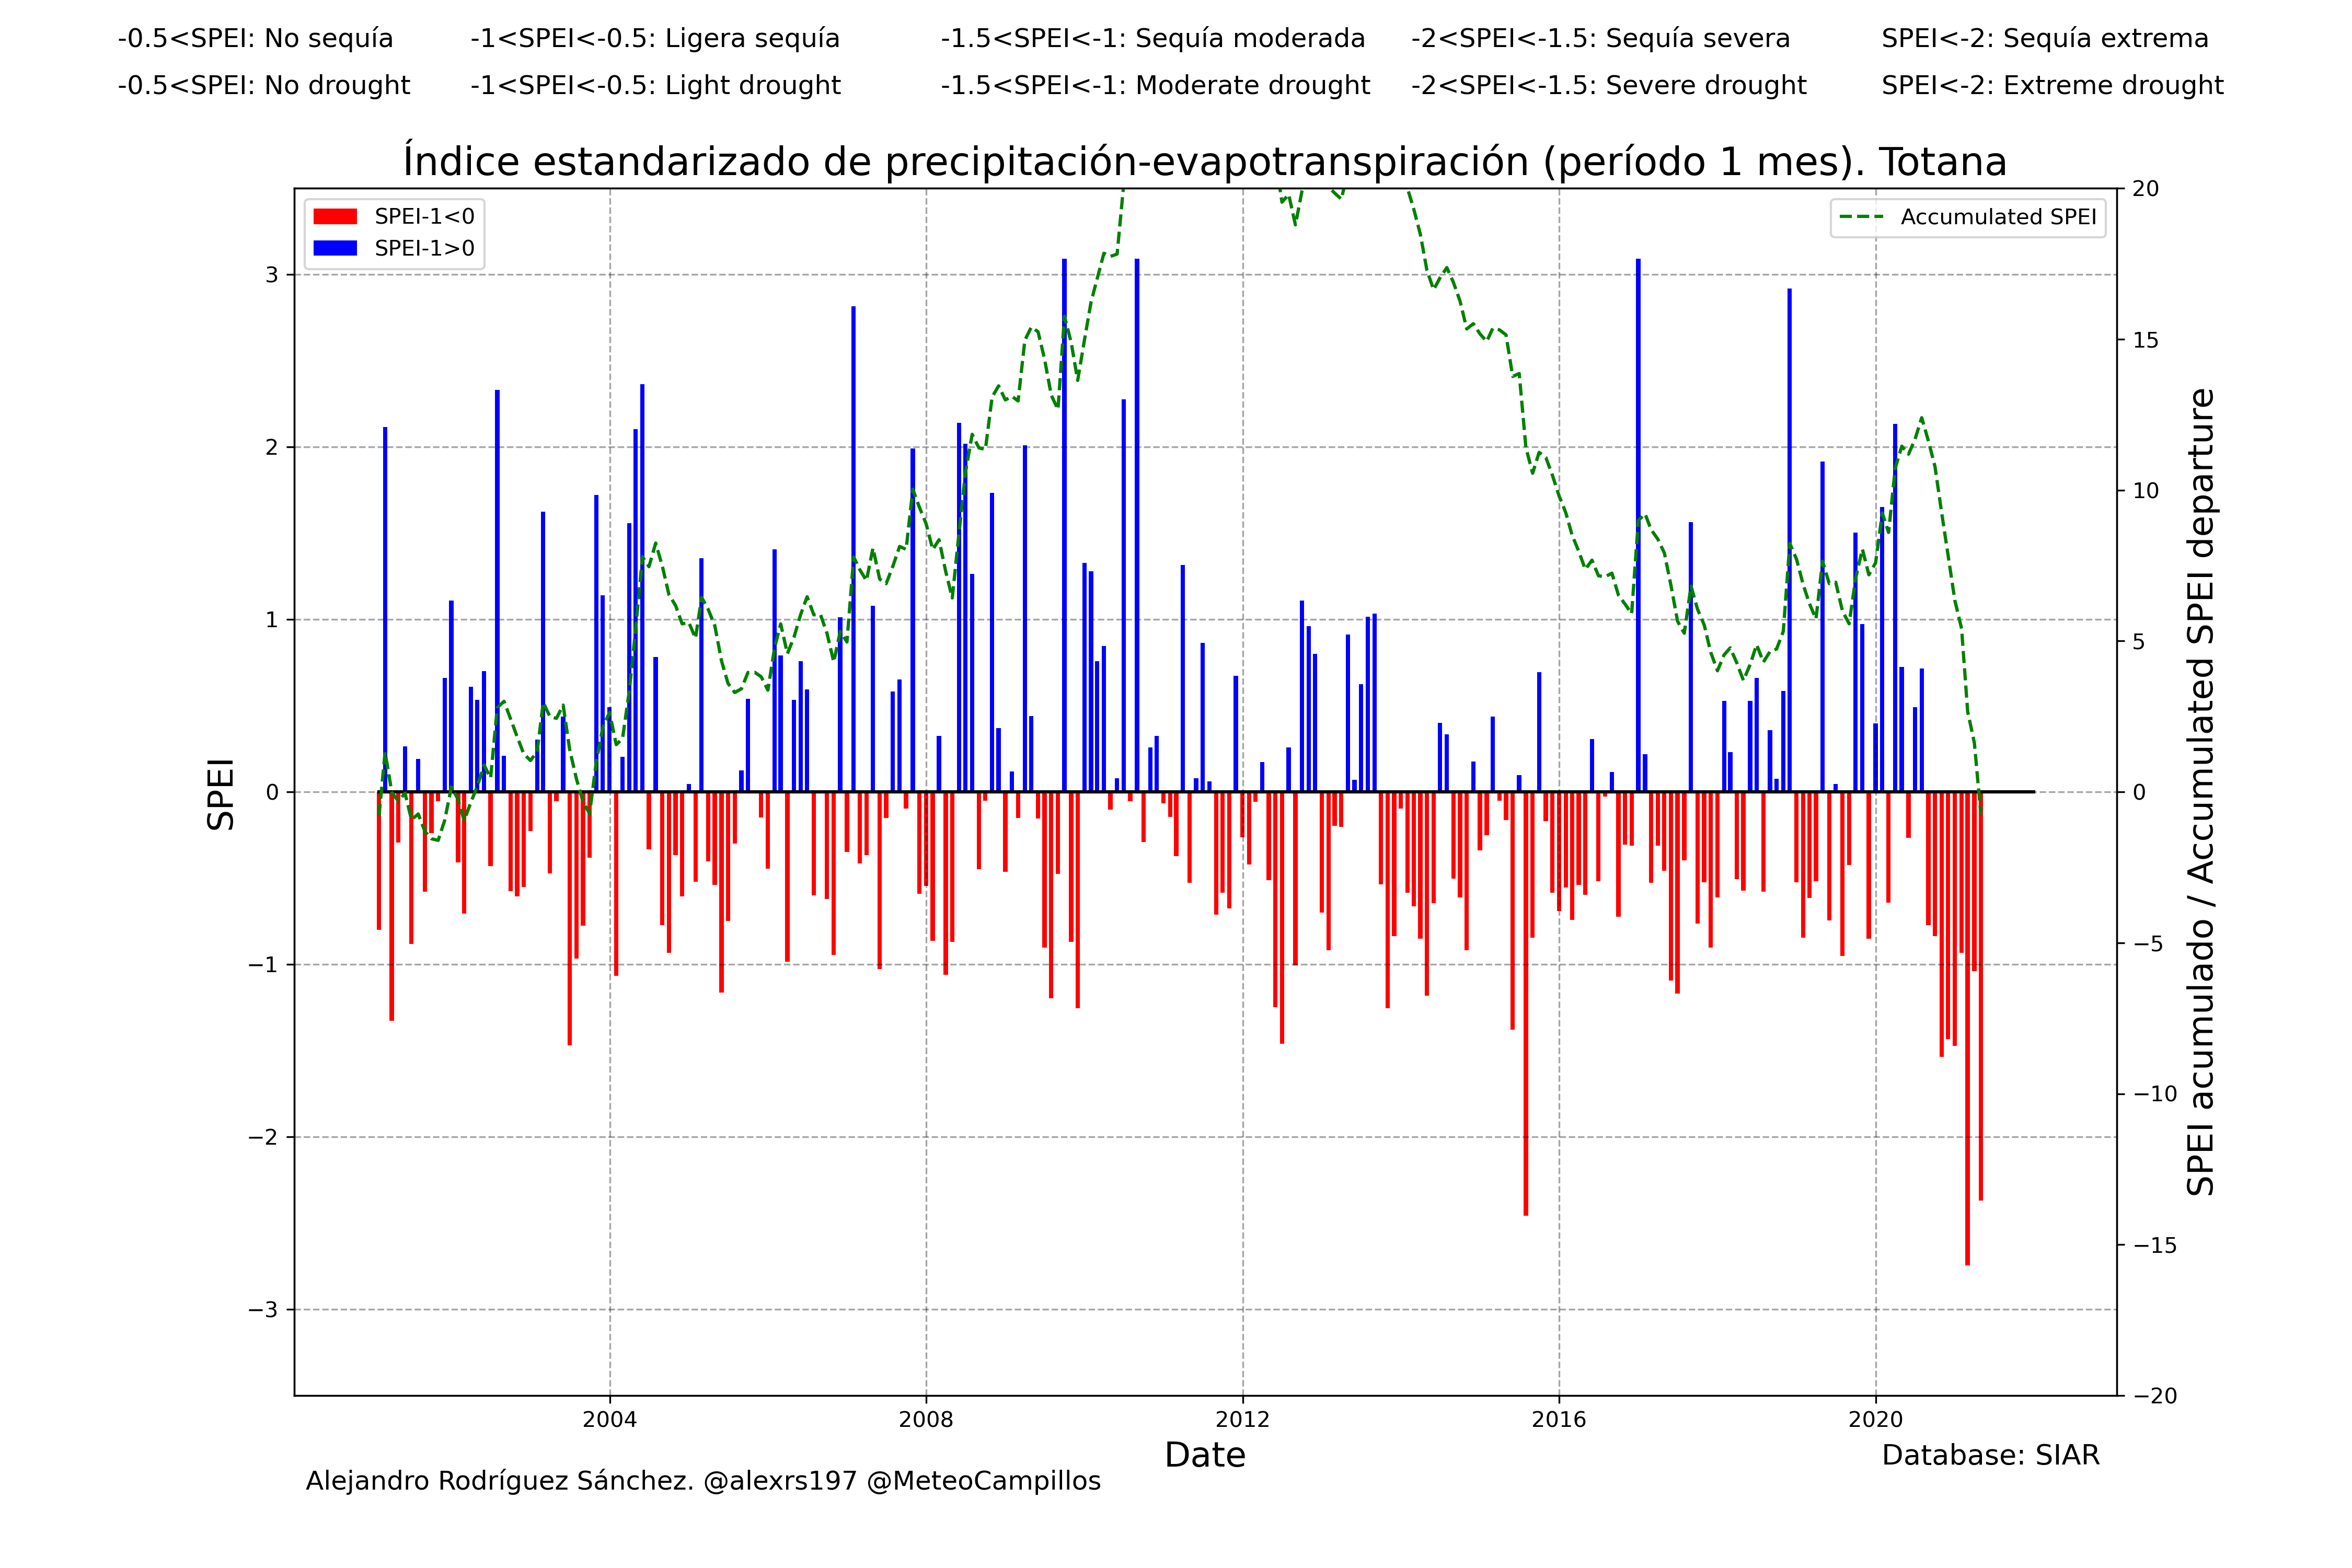 -0.5<SPEI: No sequía -1<SPEI<-0.5: Ligera sequía -1.5<SPEI<-1: Sequía moderada -2<SPEI<-1.5: Sequía severa SPEI<-2: Sequía extrema
-0.5<SPEI: No drought -1<SPEI<-0.5: Light drought -1.5<SPEI<-1: Moderate drought -2<SPEI<-1.5: Severe drought SPEI<-2: Extreme drought
Índice estandarizado de precipitación-evapotranspiración (período 1 mes). Totana
SPEI-1<0
SPEI-1>0
Accumulated SPEI
SPEI
3
2
1
0
−1
−2
−3
20
15
10
5
0
−5
−10
−15
−20
SPEI acumulado / Accumulated SPEI departure
2004 2008 2012 2016 2020
Date
Database: SIAR
Alejandro Rodríguez Sánchez. @alexrs197 @MeteoCampillos